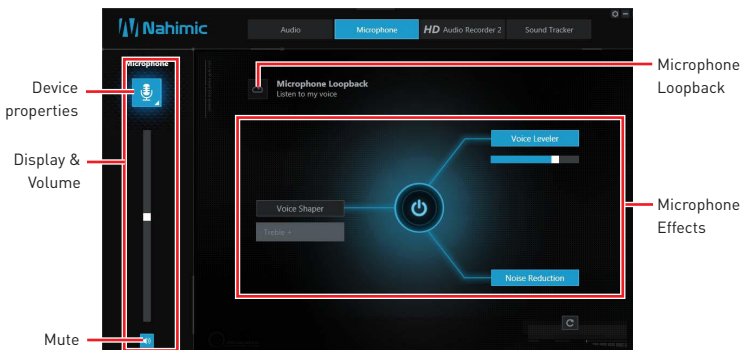 Nahimic
Audio
Microphone
HD Audio Recorder 2
Sound Tracker
Microphone
Device
properties
Display &
Volume
Mute
Microphone Loopback
Listen to my voice
Voice Leveler
Voice Shaper
Treble +
Noise Reduction
Microphone
Loopback
Microphone
Effects